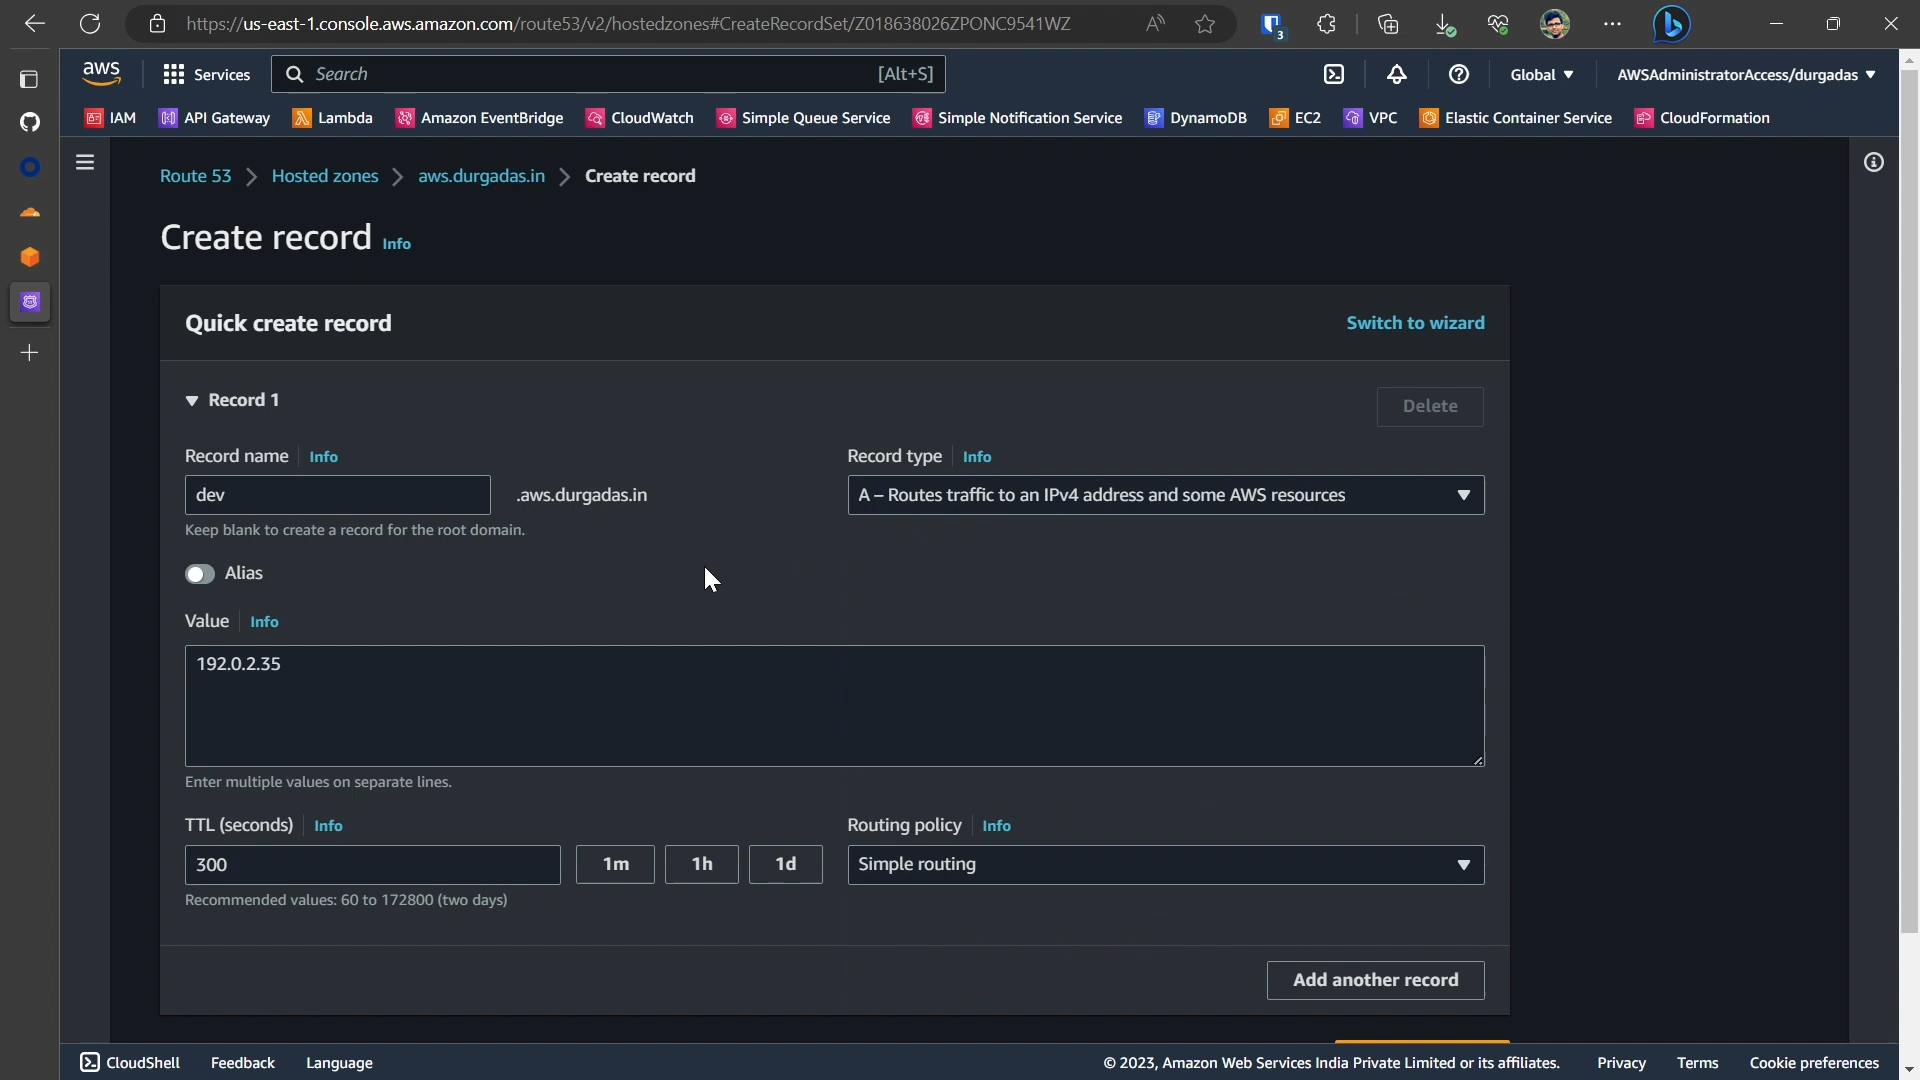 https://us-east-1.console.aws.amazon.com/route53/v2/hostedzones#CreateRecordSet/Z018638026ZPONC9541WZ
3
aws
Services
Search [Alt+S]
Global
AWSAdministratorAccess/durgadas
IAM API Gateway Lambda Amazon EventBridge CloudWatch Simple Queue Service Simple Notification Service DynamoDB EC2 VPC Elastic Container Service CloudFormation
Route 53 Hosted zones aws.durgadas.in Create record
Create record Info
Quick create record Switch to wizard
Record 1 Delete
Record name Info Record type Info
dev .aws.durgadas.in A – Routes traffic to an IPv4 address and some AWS resources
Keep blank to create a record for the root domain.
Alias
Value Info
192.0.2.35
Enter multiple values on separate lines.
TTL (seconds) Info Routing policy Info
300 1m 1h 1d Simple routing
Recommended values: 60 to 172800 (two days)
Add another record
CloudShell Feedback Language © 2023, Amazon Web Services India Private Limited or its affiliates. Privacy Terms Cookie preferences